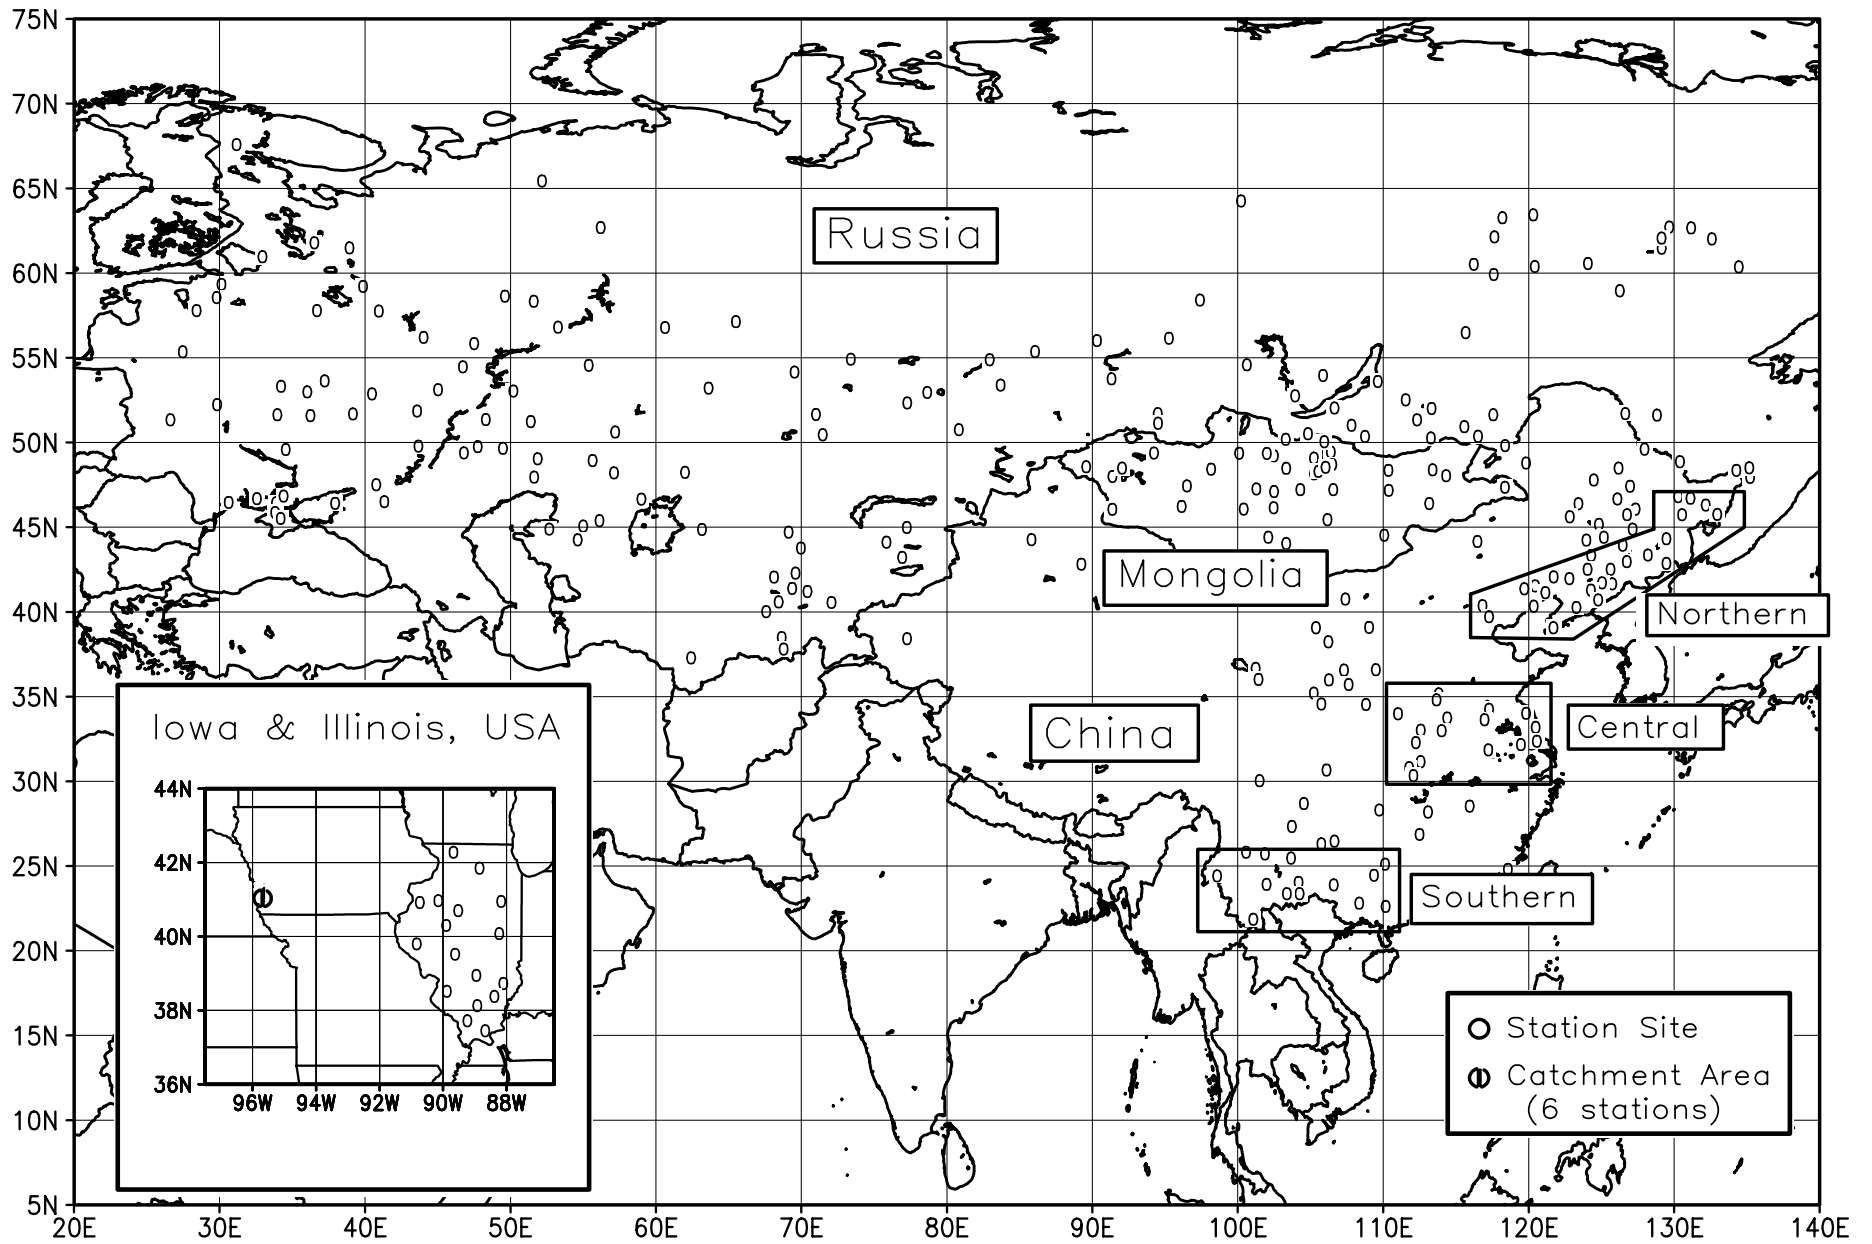 75N
70N
65N
60N
55N
50N
45N
40N
35N
30N
25N
20N
15N
10N
5N
20E 30E 40E 50E 60E 70E 80E 90E 100E 110E 120E 130E 140E
Russia
Mongolia
Northern
China
Central
Southern
Iowa & Illinois, USA
44N
42N
40N
38N
36N
96W 94W 92W 90W 88W
Station Site
Catchment Area
(6 stations)